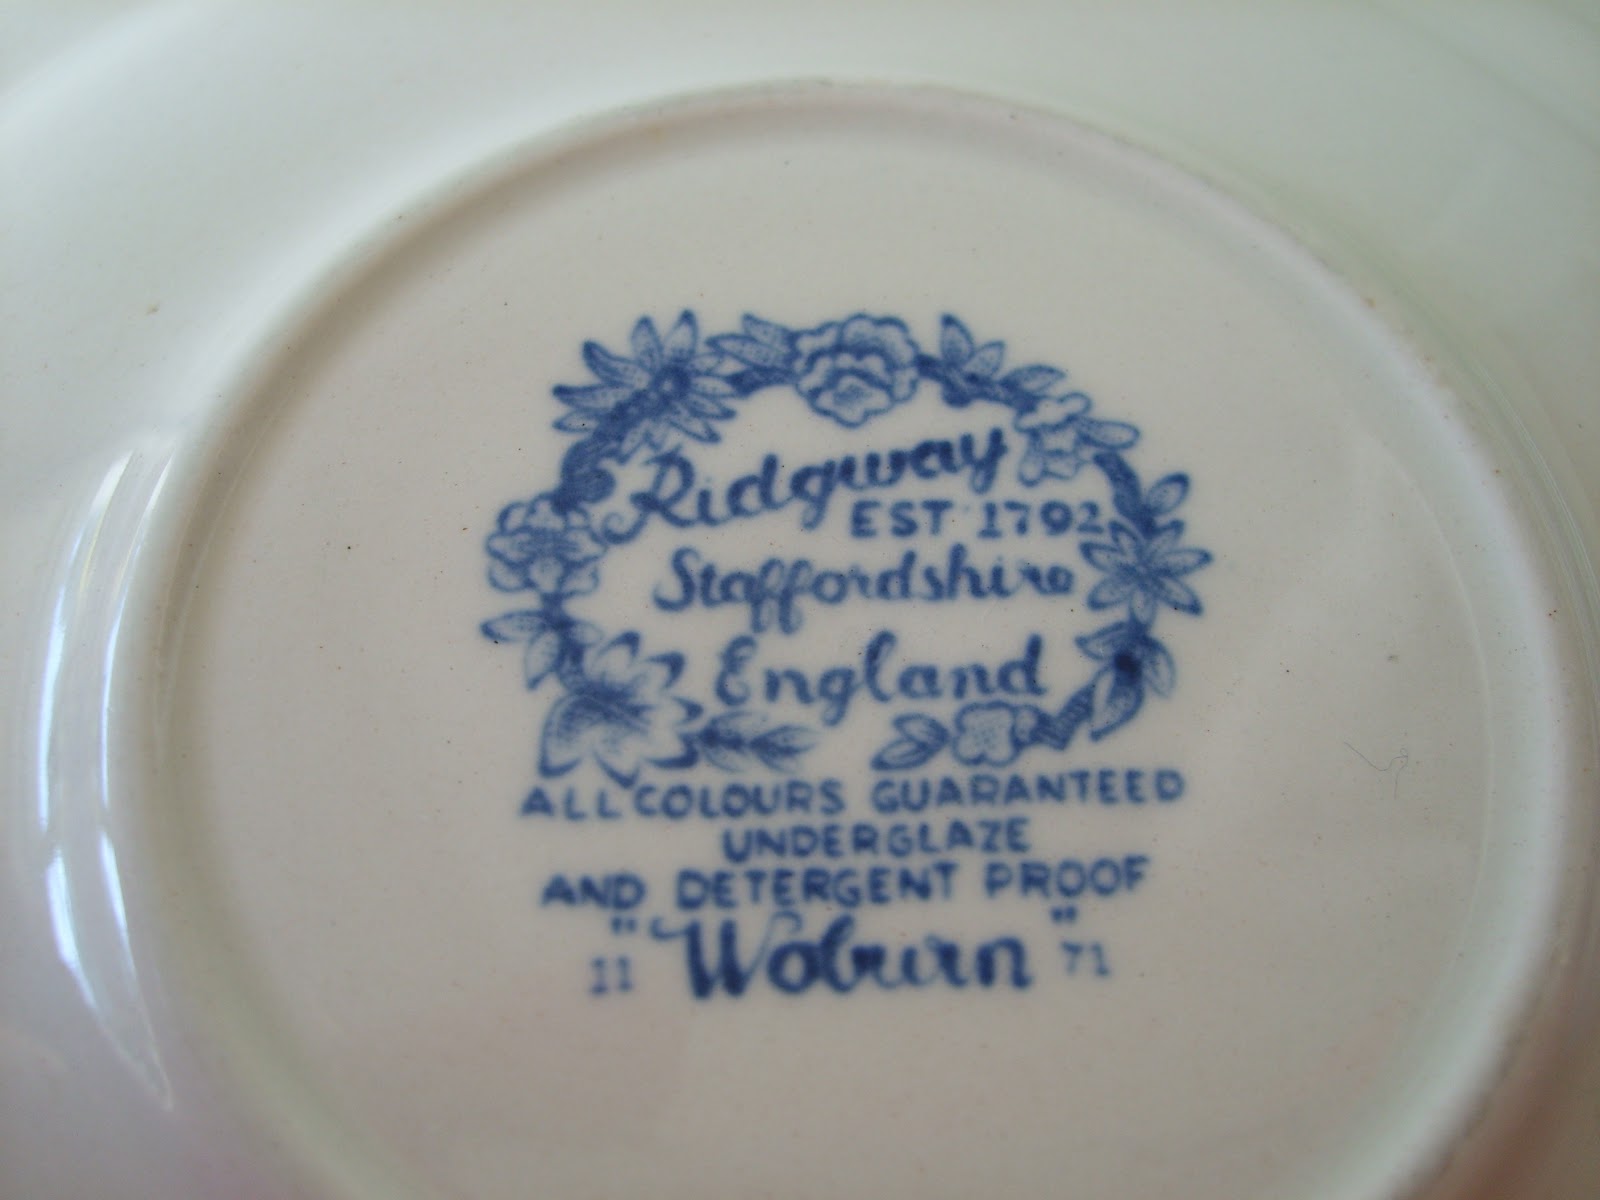 Ridgway
EST 1792
Staffordshire
England
ALL COLOURS GUARANTEED
UNDERGLAZE
AND DETERGENT PROOF
11 "Woburn" 71